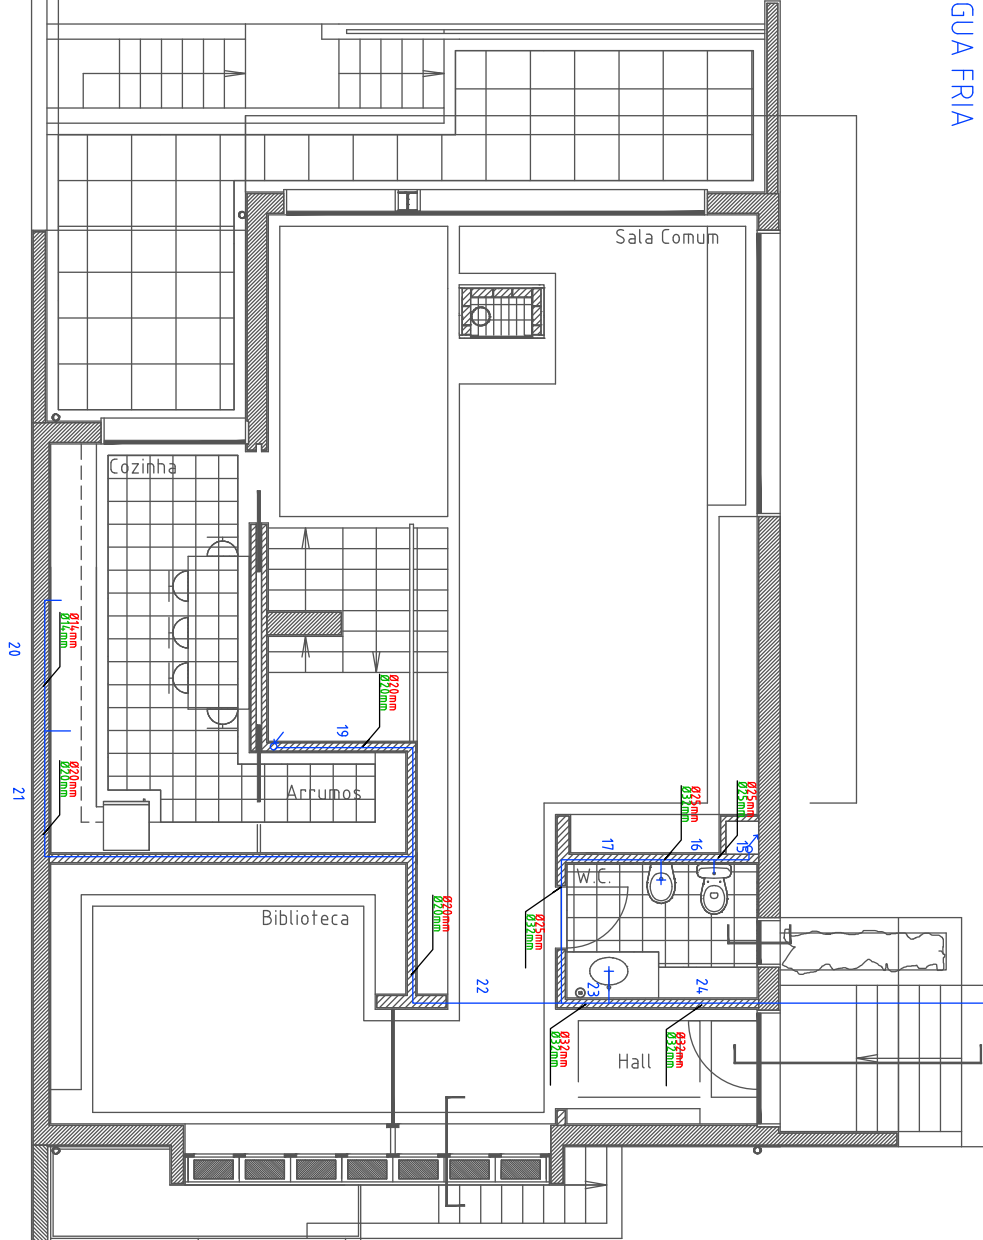 GUA FRIA
Sala Comum
Cozinha
Ø14mm
Ø14mm
20
Ø20mm
Ø20mm
19
Ø20mm
Ø20mm
21
Arrumos
Ø25mm
Ø32mm
Ø25mm
Ø25mm
17
16
15
W.C.
Biblioteca
Ø20mm
Ø20mm
Ø25mm
Ø32mm
22
23
24
Ø32mm
Ø32mm
Hall
Ø32mm
Ø32mm